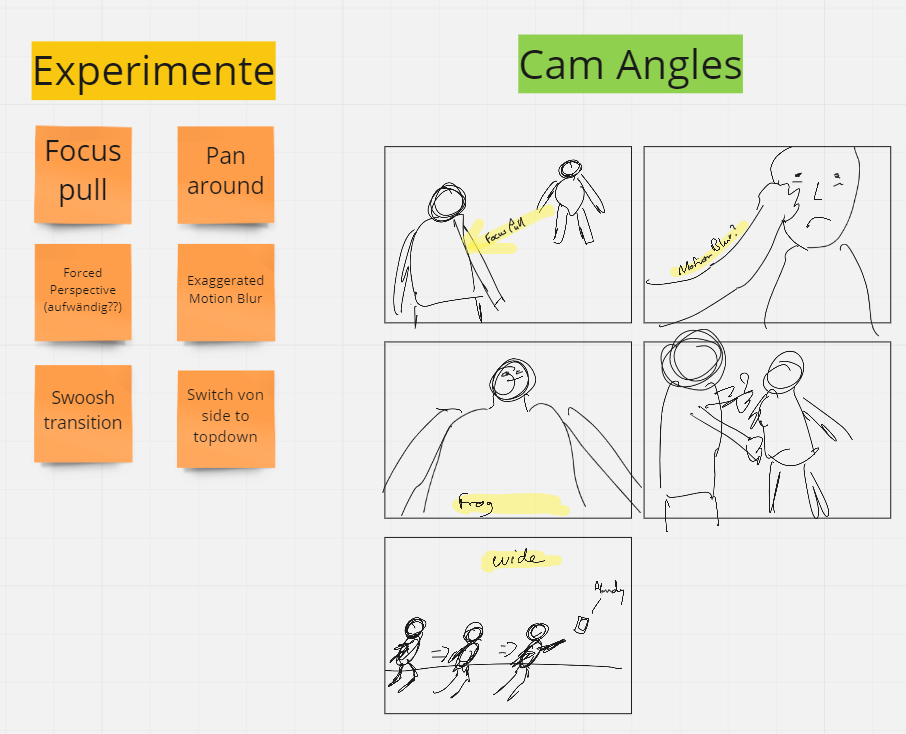 Experimente
Cam Angles
Focus
pull
Pan
around
Forced
Perspective
(aufwändig??)
Exaggerated
Motion Blur
Swoosh
transition
Switch von
side to
topdown
Focus Pull
Motion Blur?
Frog
wide
Handy